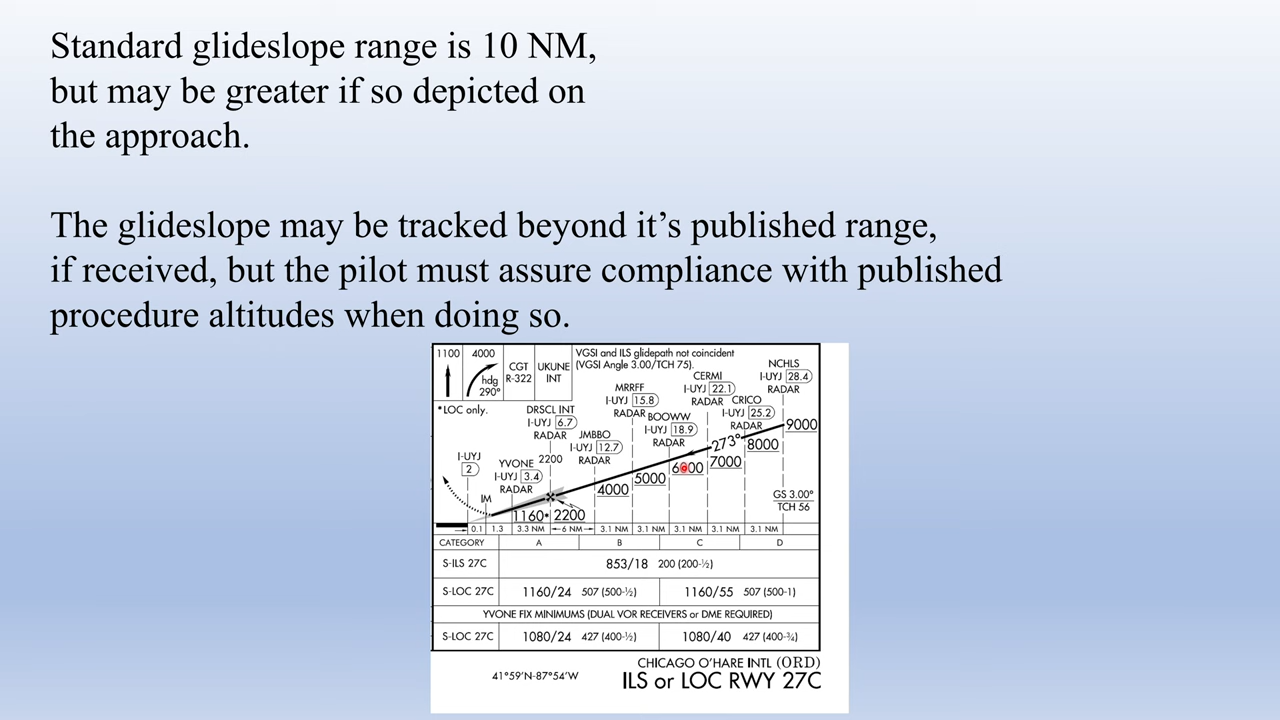 Standard glideslope range is 10 NM,
but may be greater if so depicted on
the approach.
The glideslope may be tracked beyond it’s published range,
if received, but the pilot must assure compliance with published
procedure altitudes when doing so.
1100
4000
hdg
290°
CGT
R-322
UKUNE
INT
VGSI and ILS glidepath not coincident
(VGSI Angle 3.00/TCH 75).
*LOC only.
NCHLS
I-UYJ 28.4
RADAR
CERMI
I-UYJ 22.1
RADAR
CRICO
I-UYJ 25.2
RADAR
MRRFF
I-UYJ 15.8
RADAR
BOOWW
I-UYJ 18.9
RADAR
DRSCL INT
I-UYJ 6.7
RADAR
JMBBO
I-UYJ 12.7
RADAR
2200
YVONE
I-UYJ 3.4
RADAR
I-UYJ
2
IM
273°
9000
8000
7000
6000
5000
4000
2200
1160*
GS 3.00°
TCH 56
0.1 1.3 3.3 NM 6 NM 3.1 NM 3.1 NM 3.1 NM 3.1 NM 3.1 NM
CATEGORY A B C D
S-ILS 27C 853/18 200 (200-½)
S-LOC 27C 1160/24 507 (500-½) 1160/55 507 (500-1)
YVONE FIX MINIMUMS (DUAL VOR RECEIVERS or DME REQUIRED)
S-LOC 27C 1080/24 427 (400-½) 1080/40 427 (400-¾)
CHICAGO O’HARE INTL (ORD)
41°59'N-87°54'W
ILS or LOC RWY 27C